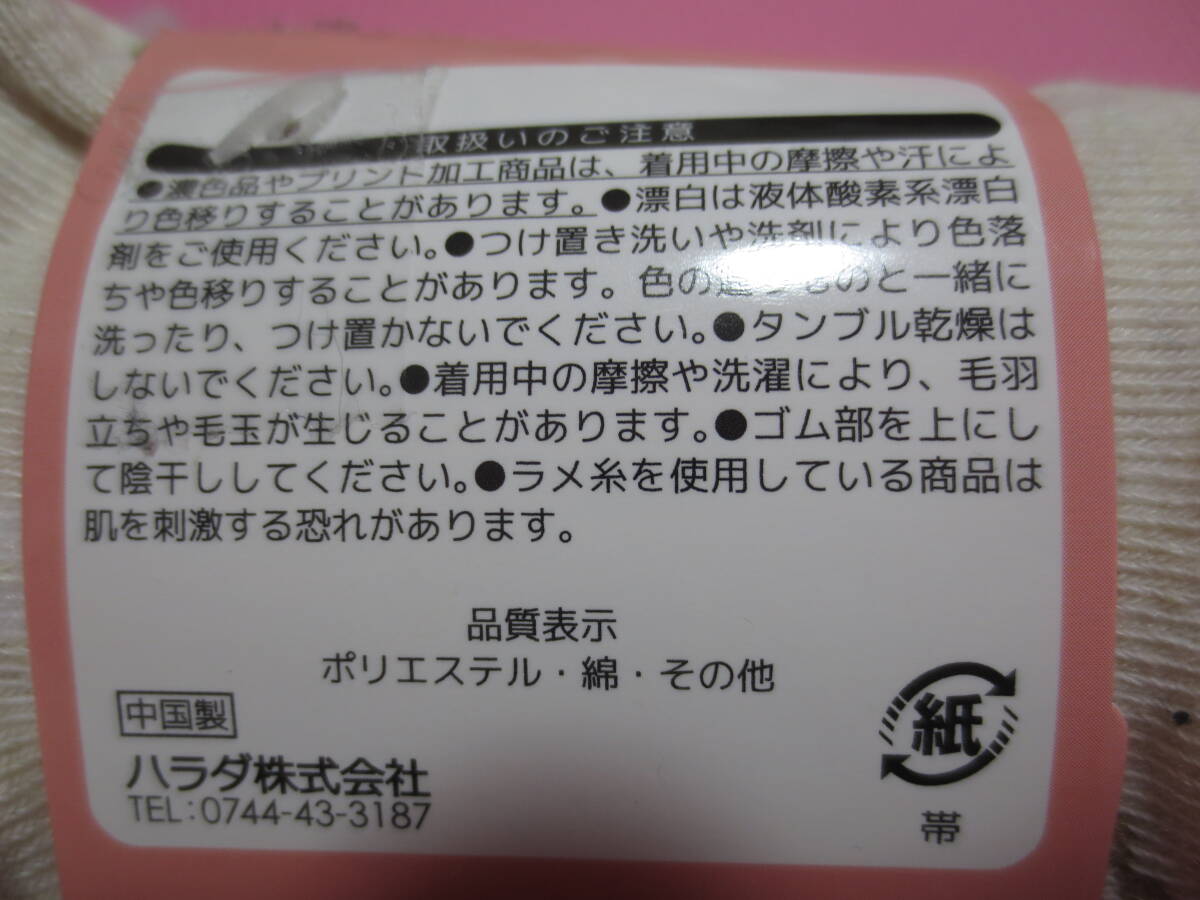 取扱いのご注意
●濃色品やプリント加工商品は、着用中の摩擦や汗によ
り色移りすることがあります。●漂白は液体酸素系漂白
剤をご使用ください。●つけ置き洗いや洗剤により色落
ちや色移りすることがあります。色の のと一緒に
洗ったり、つけ置かないでください。●タンブル乾燥は
しないでください。●着用中の摩擦や洗濯により、毛羽
立ちや毛玉が生じることがあります。●ゴム部を上にし
て陰干ししてください。●ラメ糸を使用している商品は
肌を刺激する恐れがあります。
品質表示
ポリエステル・綿・その他
中国製
ハラダ株式会社
TEL:0744-43-3187
紙
帯